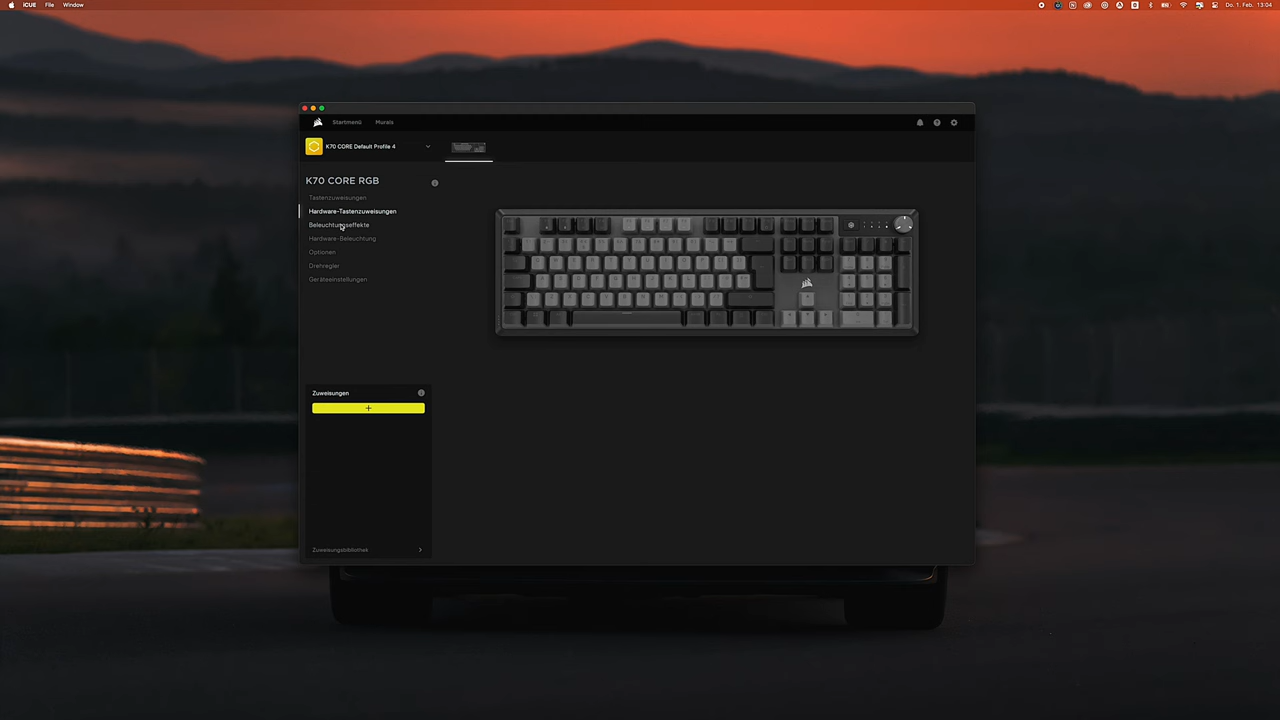 iCUE File Window
Do. 1. Feb. 13:04
Startmenü Murals
K70 CORE Default Profile 4
K70 CORE RGB
Tastenzuweisungen
Hardware-Tastenzuweisungen
Beleuchtungseffekte
Hardware-Beleuchtung
Optionen
Drehregler
Geräteeinstellungen
Zuweisungen
+
Zuweisungsbibliothek